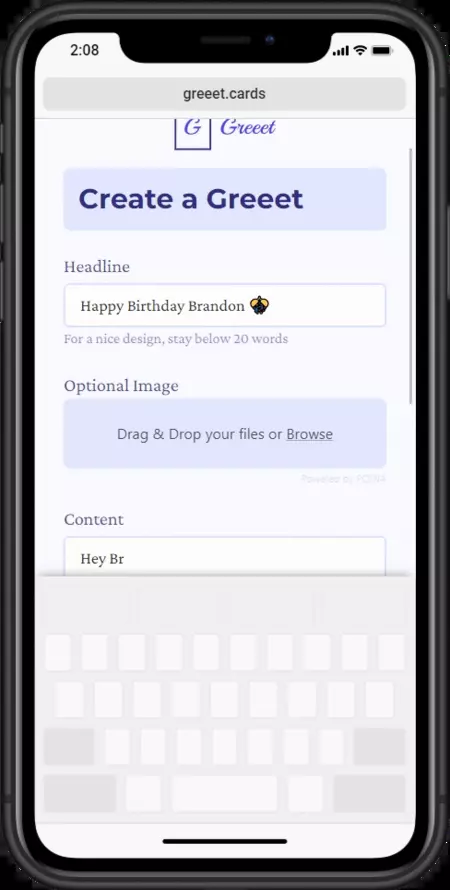 2:08
greeet.cards
G Greeet
Create a Greeet
Headline
Happy Birthday Brandon
For a nice design, stay below 20 words
Optional Image
Drag & Drop your files or Browse
Powered by PQINA
Content
Hey Br